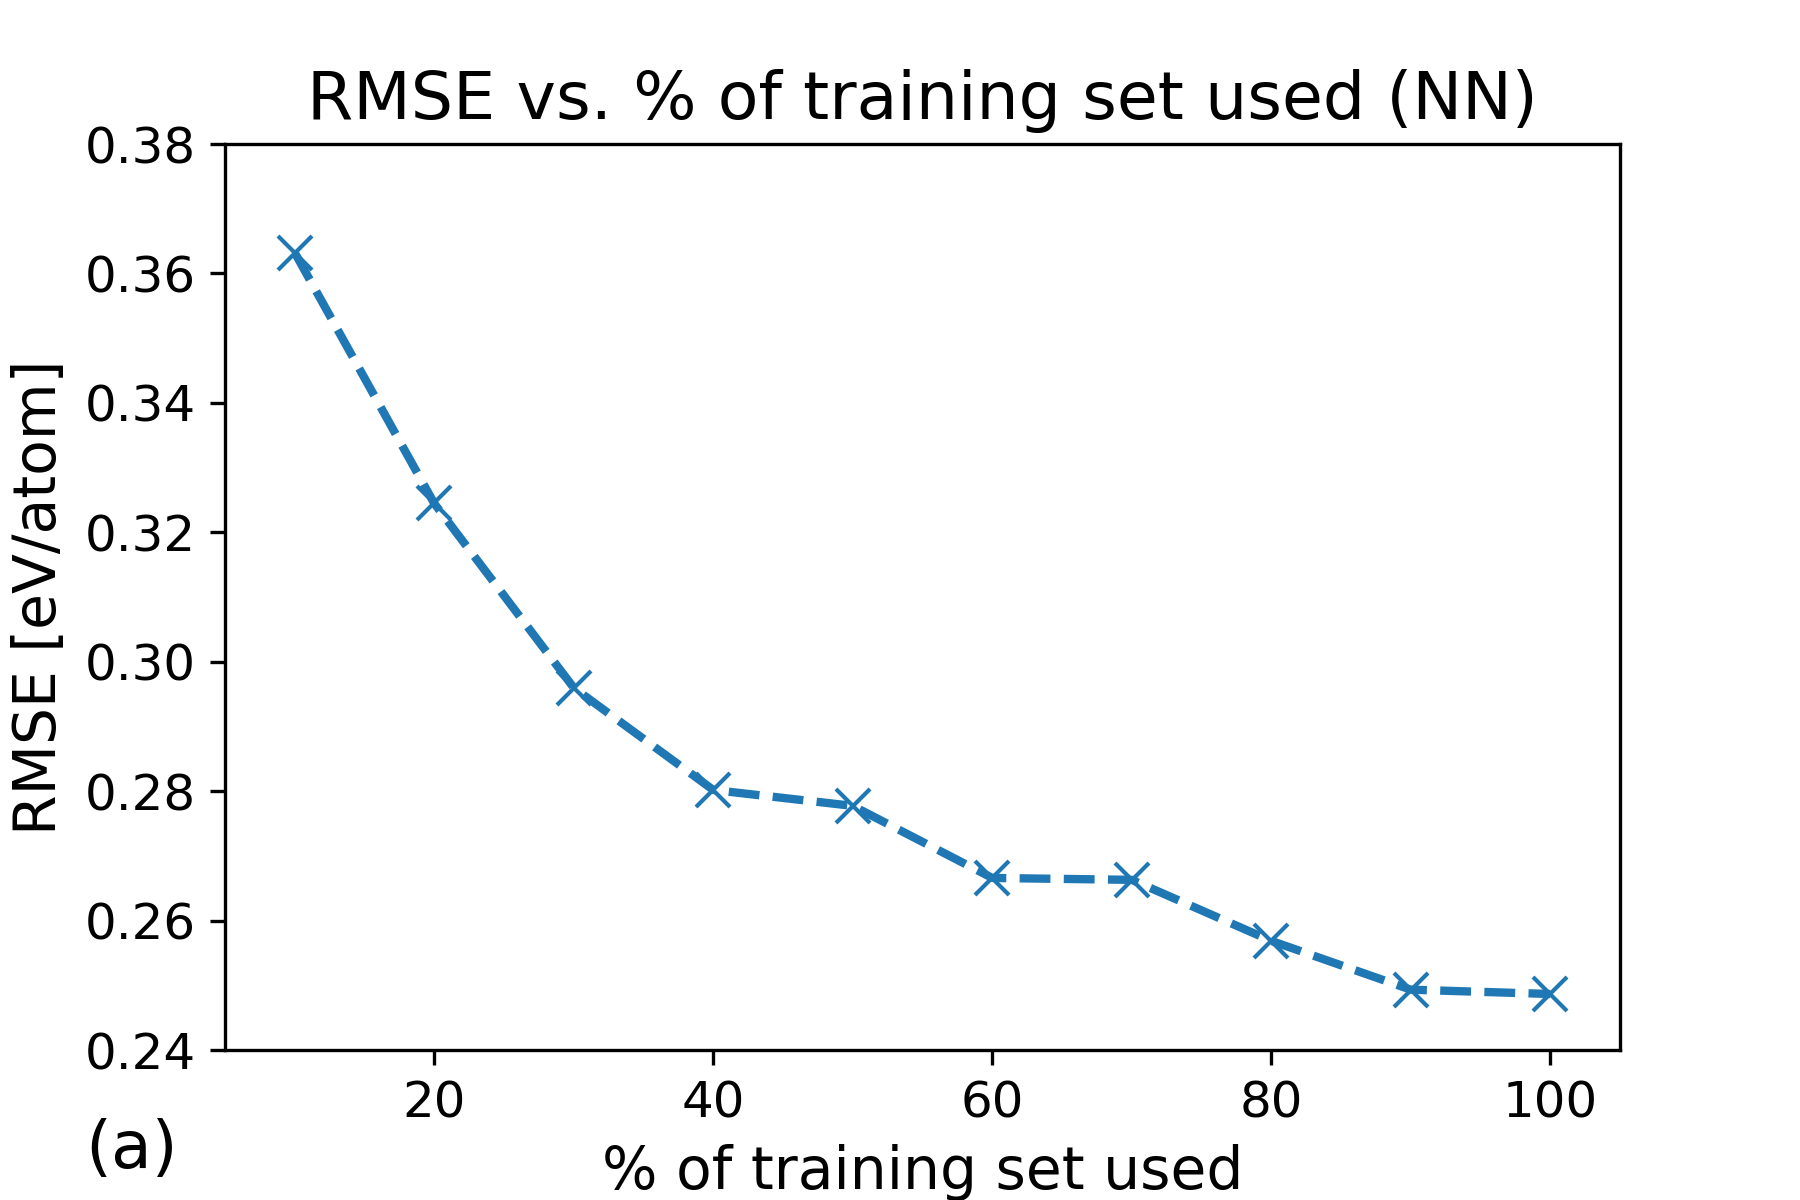 RMSE vs. % of training set used (NN)
0.38
0.36
0.34
0.32
0.30
0.28
0.26
0.24
RMSE [eV/atom]
20 40 60 80 100
% of training set used
(a)